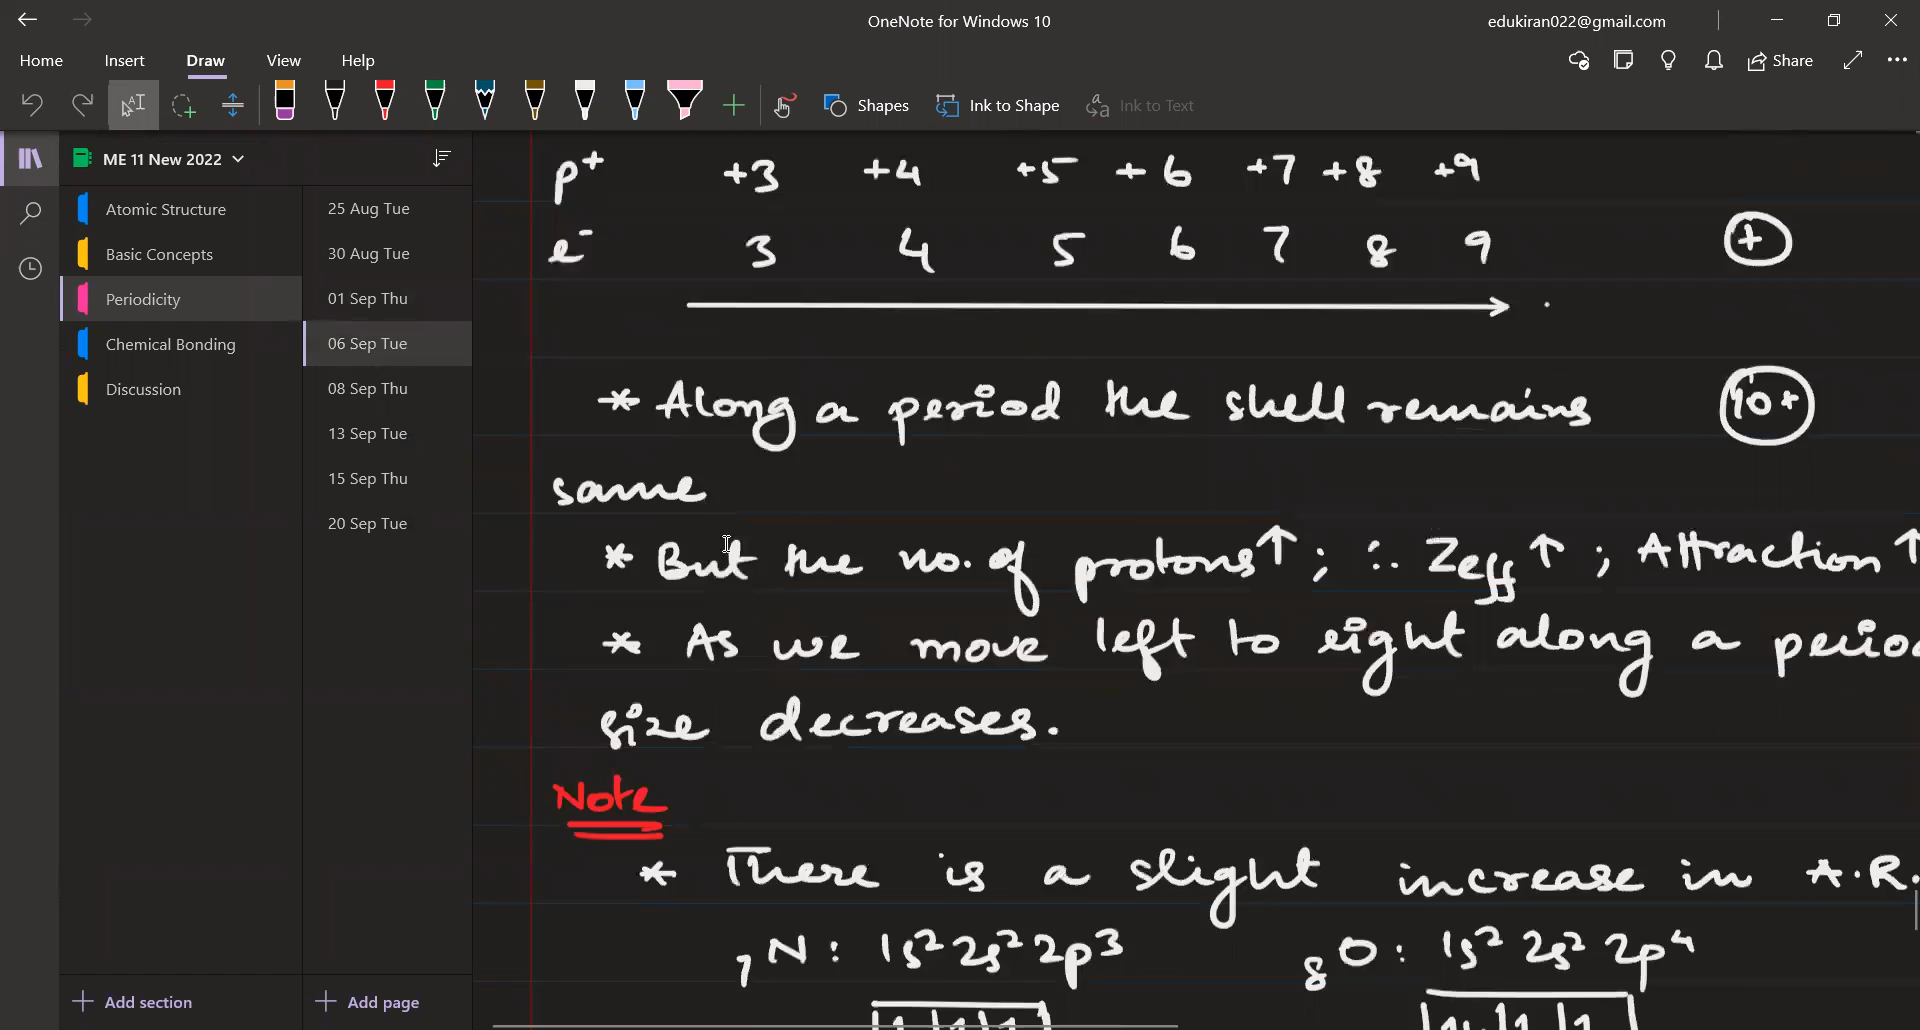 OneNote for Windows 10
edukiran022@gmail.com
Home Insert Draw View Help
Share
Shapes Ink to Shape Ink to Text
ME 11 New 2022
Atomic Structure
Basic Concepts
Periodicity
Chemical Bonding
Discussion
25 Aug Tue
30 Aug Tue
01 Sep Thu
06 Sep Tue
08 Sep Thu
13 Sep Tue
15 Sep Thu
20 Sep Tue
Add section
Add page
p⁺ +3 +4 +5 +6 +7 +8 +9
e⁻ 3 4 5 6 7 8 9 +
* Along a period the shell remains 10+
same
* But the no. of protons↑; ∴ Zeff↑; Attraction↑
* As we move left to right along a perio
size decreases.
Note
* There is a slight increase in A.R.
₇N: 1s² 2s² 2p³ ₈O: 1s² 2s² 2p⁴